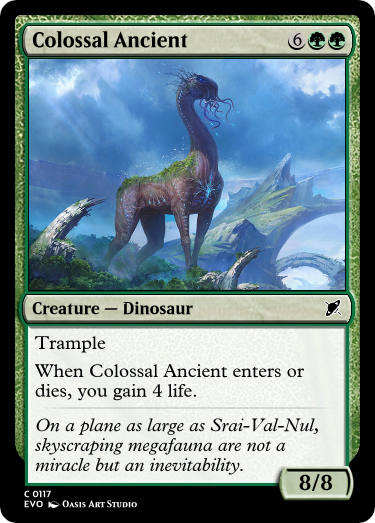 Colossal Ancient 6
Creature — Dinosaur
Trample
When Colossal Ancient enters or
dies, you gain 4 life.
On a plane as large as Srai-Val-Nul,
skyscraping megafauna are not a
miracle but an inevitability.
8/8
C 0117
EVO Oasis Art Studio